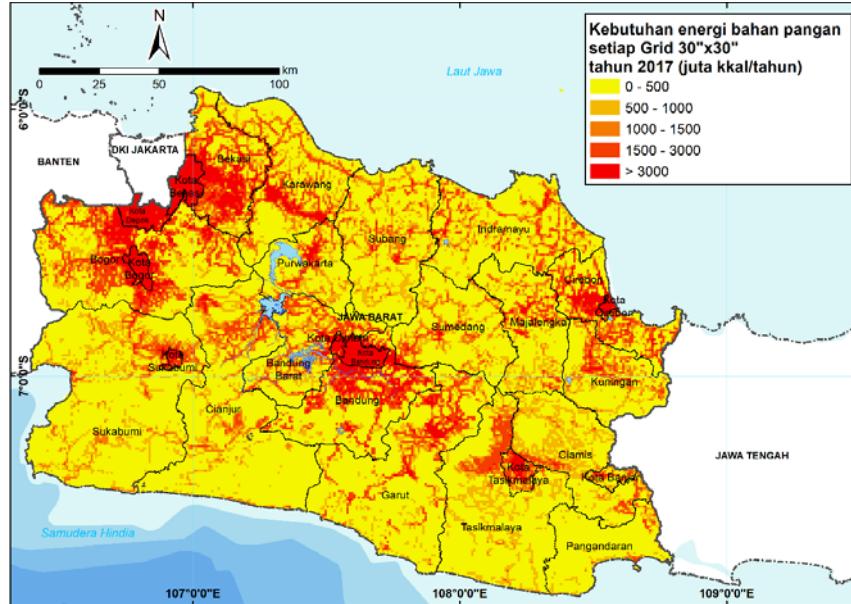 N
km
0 25 50 100
Laut Jawa
Kebutuhan energi bahan pangan
setiap Grid 30"x30"
tahun 2017 (juta kkal/tahun)
0 - 500
500 - 1000
1000 - 1500
1500 - 3000
> 3000
6°0'0"S
7°0'0"S
BANTEN
DKI JAKARTA
Bekasi
Kota
Bekasi
Karawang
Kota
Depok
Bogor
Kota
Bogor
Purwakarta
Subang
Indramayu
Cirebon
Kota
Cirebon
JAWA BARAT
Sumedang
Majalengka
Kota Cimahi
Kota
Bandung
Bandung
Barat
Kota
Sukabumi
Kuningan
Cianjur
Bandung
Sukabumi
Ciamis
JAWA TENGAH
Kota
Tasikmalaya
Kota Banjar
Garut
Tasikmalaya
Pangandaran
Samudera Hindia
107°0'0"E
108°0'0"E
109°0'0"E